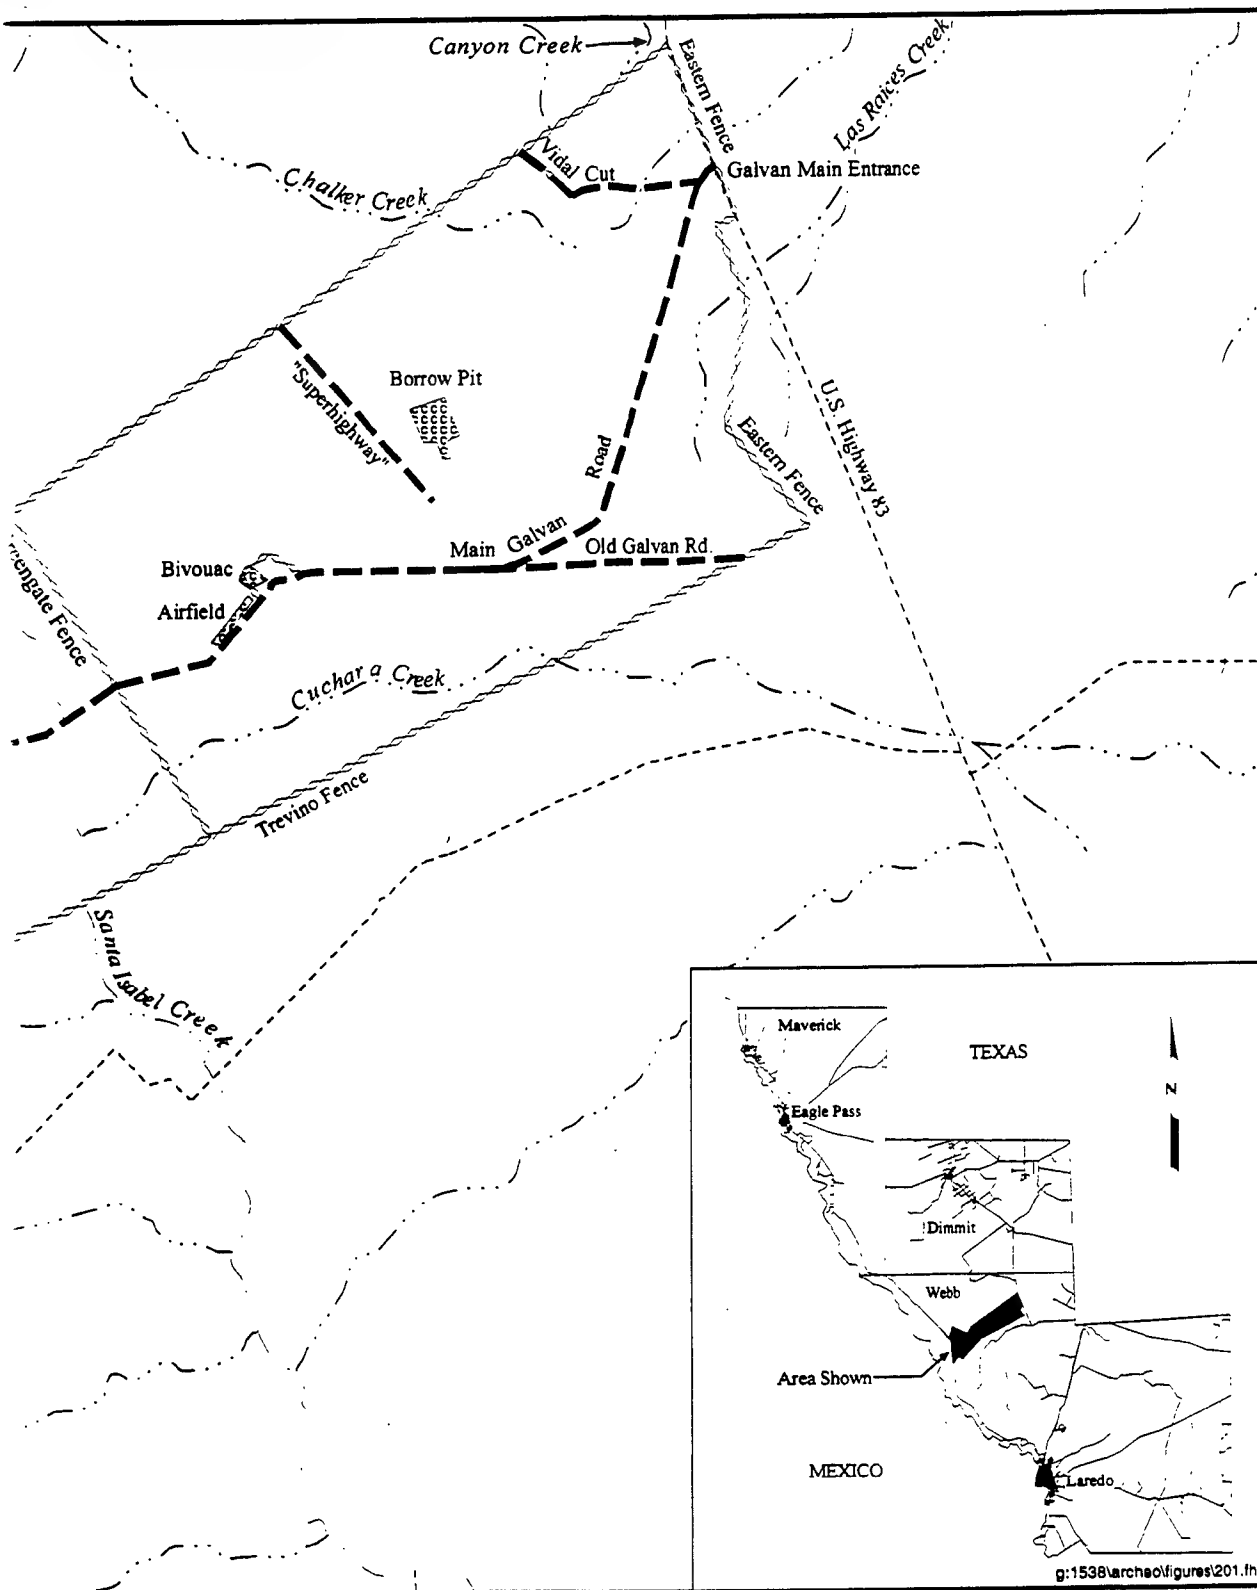 Canyon Creek
Eastern Fence
Las Raices Creek
Vidal Cut
Galvan Main Entrance
Chalker Creek
"Superhighway"
Borrow Pit
U.S. Highway 83
Eastern Fence
Main Galvan Road
Old Galvan Rd.
Bivouac
Airfield
eengate Fence
Cuchara Creek
Trevino Fence
Santa Isabel Creek
Maverick
TEXAS
N
Eagle Pass
Dimmit
Webb
Area Shown
MEXICO
Laredo
g:1538\archeo\figures\201.fh